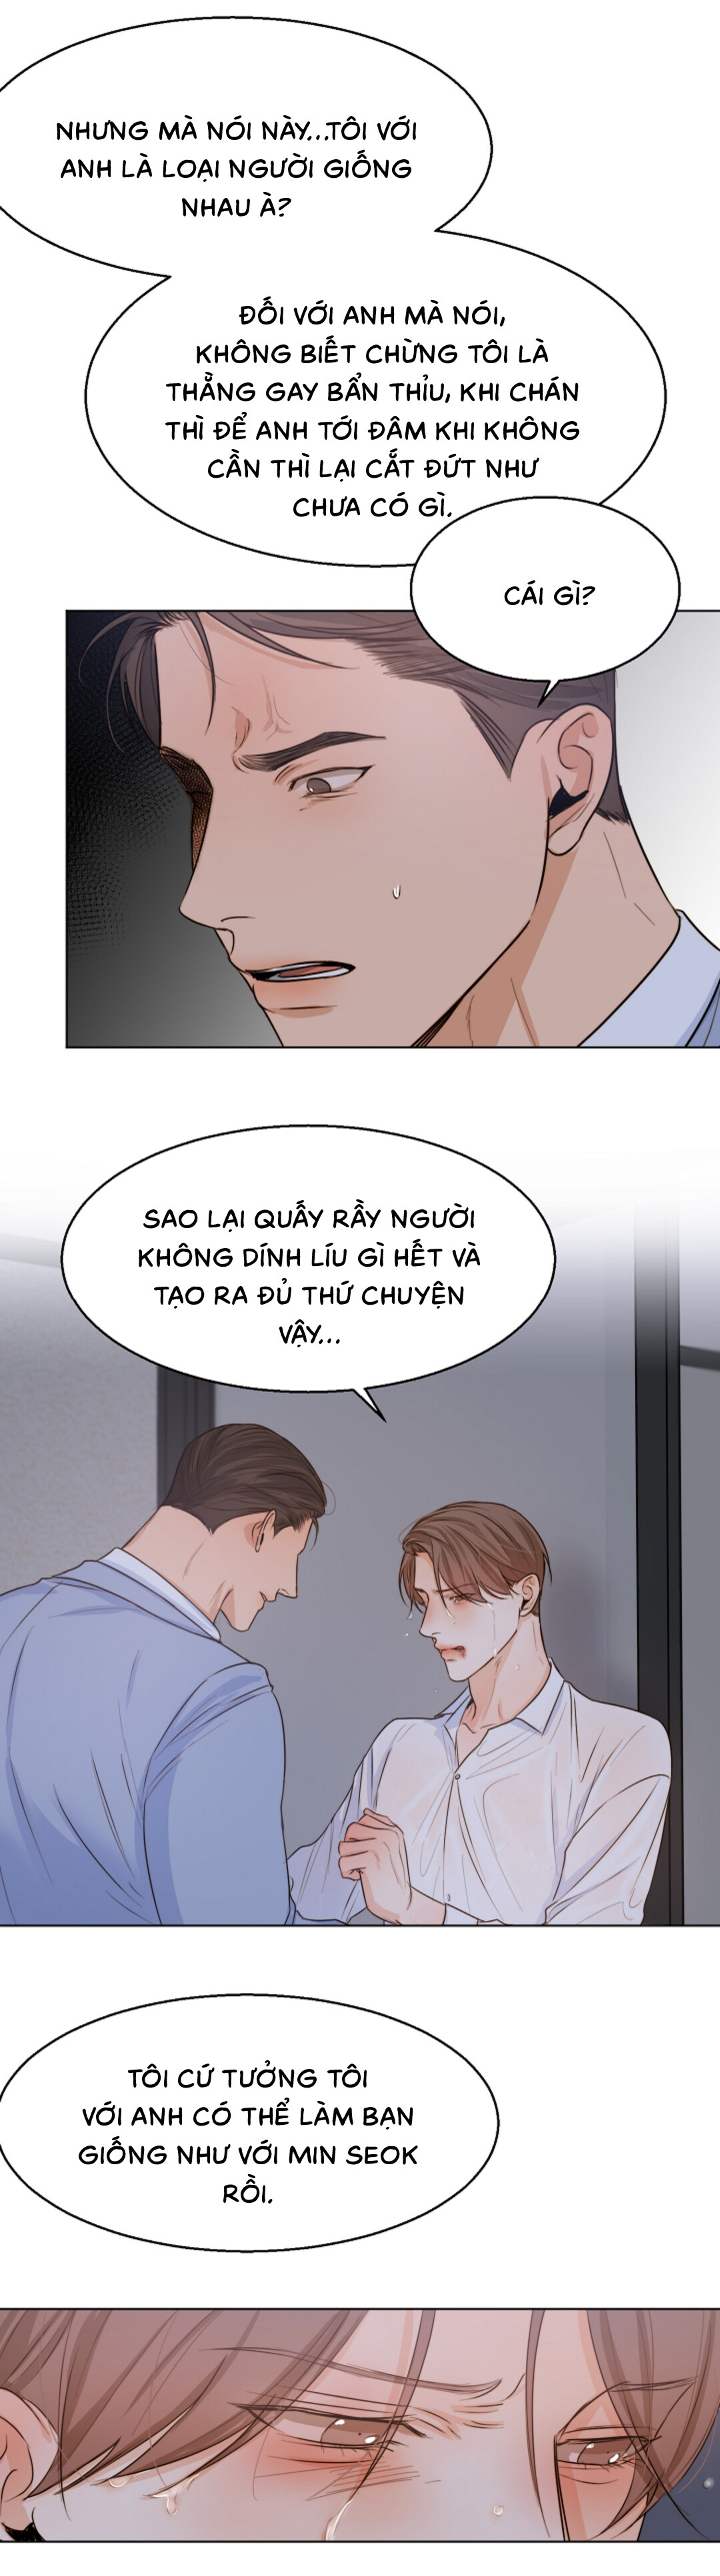 NHƯNG MÀ NÓI NÀY...TÔI VỚI
ANH LÀ LOẠI NGƯỜI GIỐNG
NHAU À?
ĐỐI VỚI ANH MÀ NÓI,
KHÔNG BIẾT CHỪNG TÔI LÀ
THẰNG GAY BẨN THỈU, KHI CHÁN
THÌ ĐỂ ANH TỚI ĐÂM KHI KHÔNG
CẦN THÌ LẠI CẮT ĐỨT NHƯ
CHƯA CÓ GÌ.
CÁI GÌ?
SAO LẠI QUẤY RẦY NGƯỜI
KHÔNG DÍNH LÍU GÌ HẾT VÀ
TẠO RA ĐỦ THỨ CHUYỆN
VẬY...
TÔI CỨ TƯỞNG TÔI
VỚI ANH CÓ THỂ LÀM BẠN
GIỐNG NHƯ VỚI MIN SEOK
RỒI.